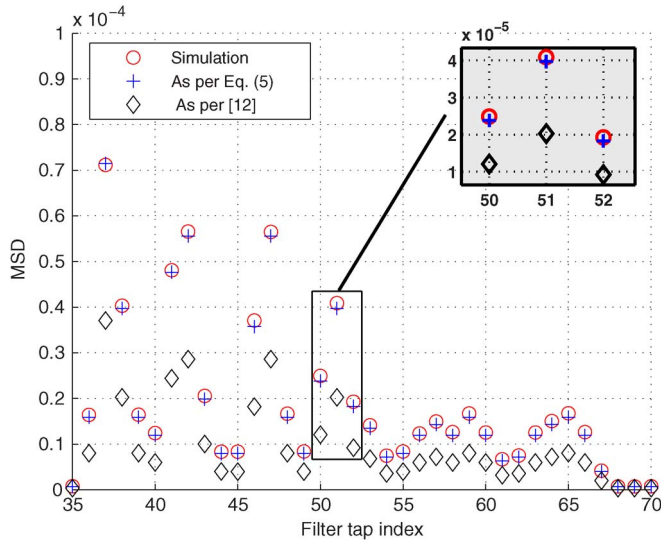 x 10⁻⁴
1
0.9
0.8
0.7
0.6
0.5
0.4
0.3
0.2
0.1
0
MSD
Simulation
As per Eq. (5)
As per [12]
x 10⁻⁵
4
3
2
1
50 51 52
35 40 45 50 55 60 65 70
Filter tap index